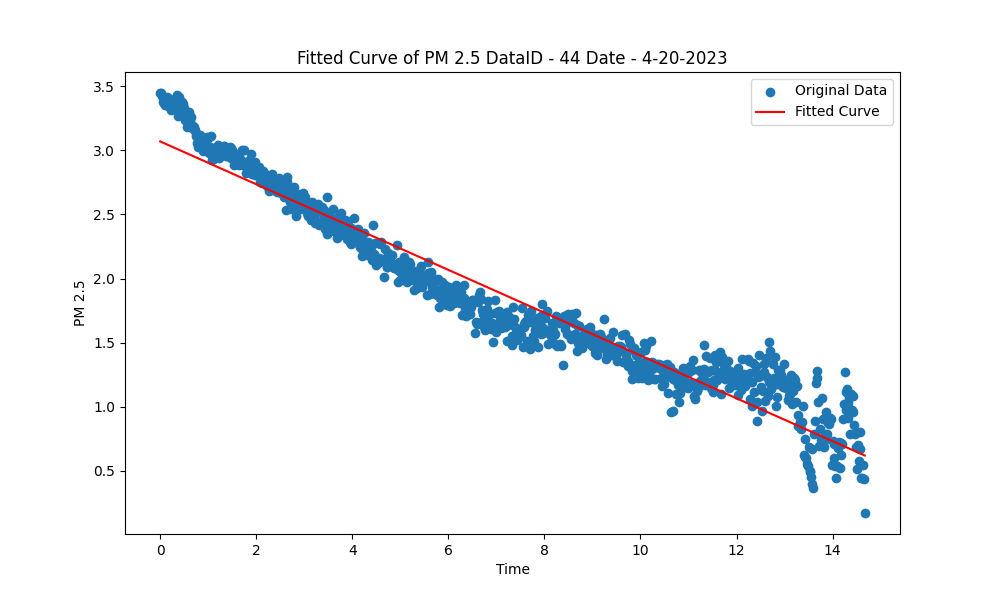 Fitted Curve of PM 2.5 DataID - 44 Date - 4-20-2023
Original Data
Fitted Curve
PM 2.5
3.5
3.0
2.5
2.0
1.5
1.0
0.5
0 2 4 6 8 10 12 14
Time